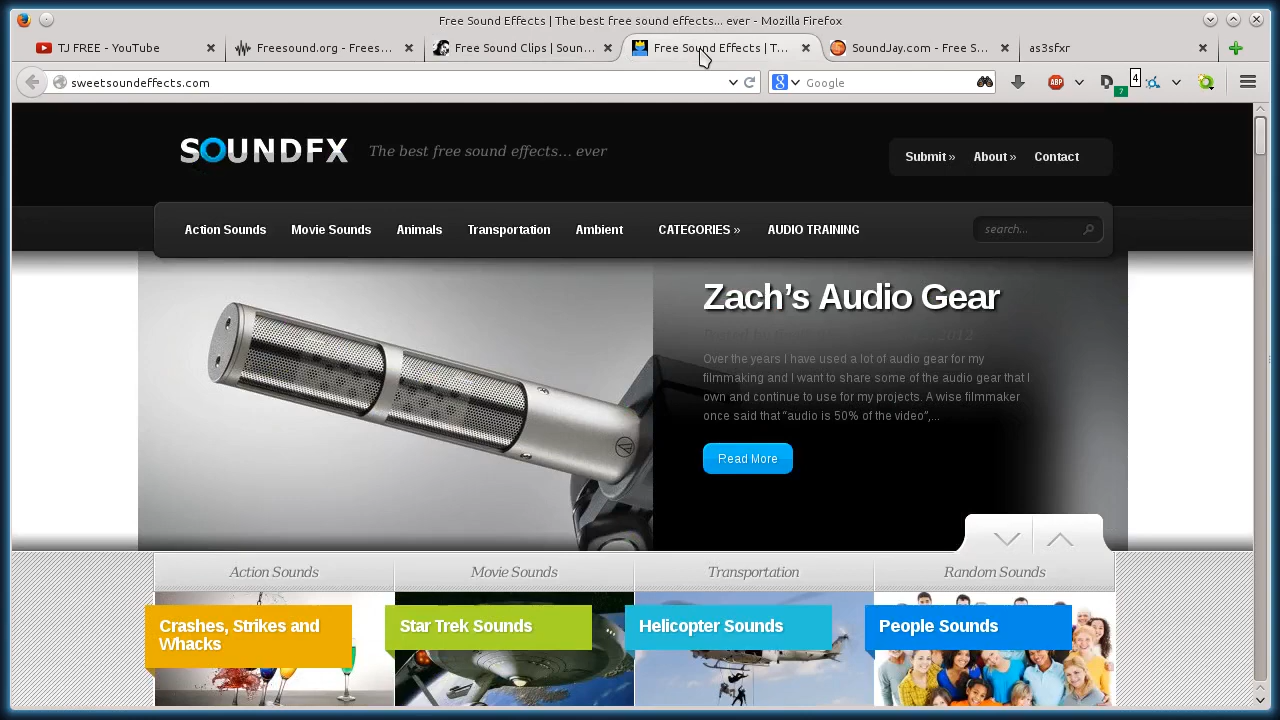 Free Sound Effects | The best free sound effects... ever - Mozilla Firefox
TJ FREE - YouTube
Freesound.org - Frees...
Free Sound Clips | Soun...
Free Sound Effects | T...
SoundJay.com - Free S...
as3sfxr
sweetsoundeffects.com
Google
ABP
7
4
SOUNDFX
The best free sound effects... ever
Submit »
About »
Contact
Action Sounds
Movie Sounds
Animals
Transportation
Ambient
CATEGORIES »
AUDIO TRAINING
search...
Zach's Audio Gear
2012
Over the years I have used a lot of audio gear for my
filmmaking and I want to share some of the audio gear that I
own and continue to use for my projects. A wise filmmaker
once said that “audio is 50% of the video”,...
Read More
Action Sounds
Movie Sounds
Transportation
Random Sounds
Crashes, Strikes and
Whacks
Star Trek Sounds
Helicopter Sounds
People Sounds